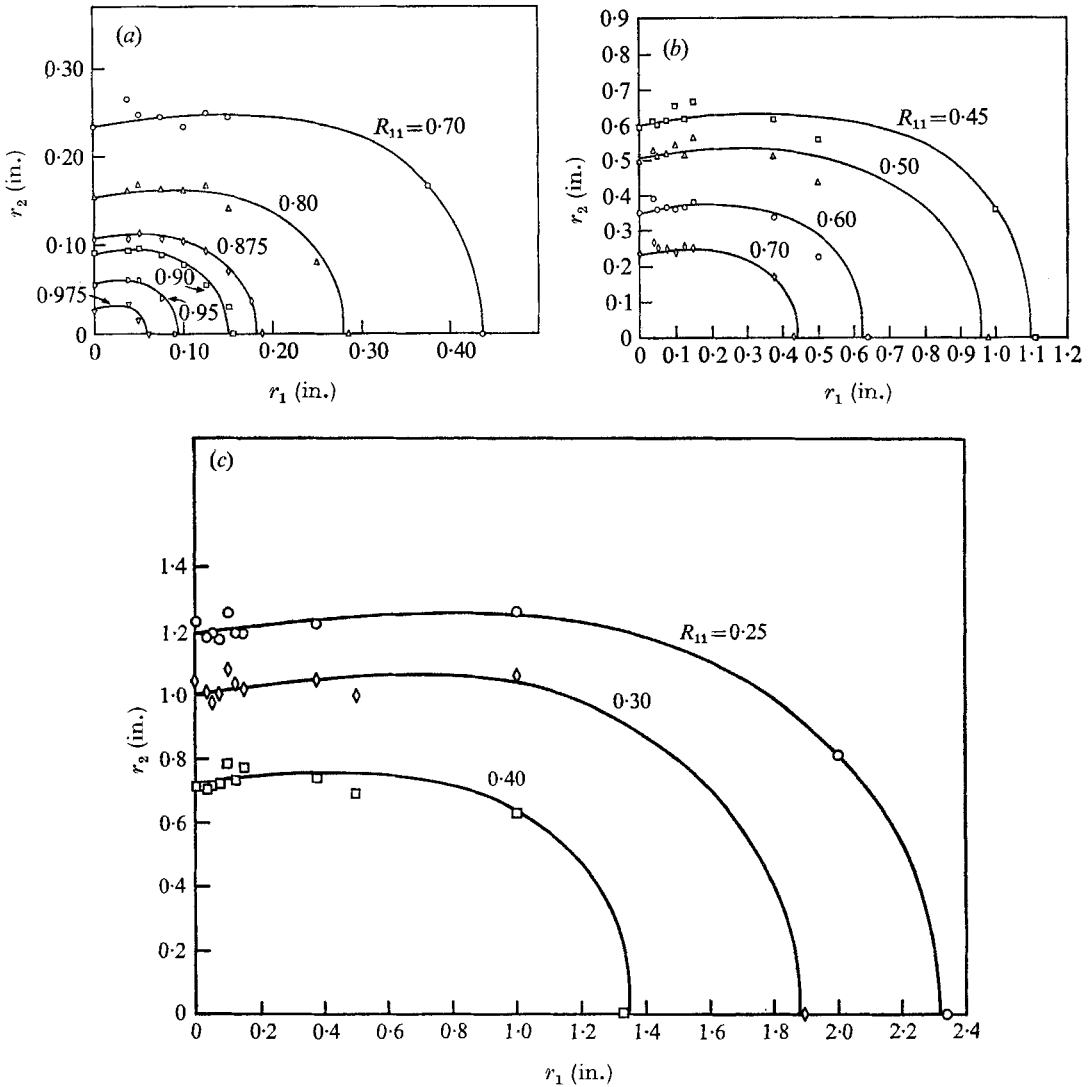 (a)
0·30
0·20
0·10
0
r₂ (in.)
R₁₁=0·70
0·80
0·875
0·90
0·95
0·975
0 0·10 0·20 0·30 0·40
r₁ (in.)
(b)
0·9
0·8
0·7
0·6
0·5
0·4
0·3
0·2
0·1
0
r₂ (in.)
R₁₁=0·45
0·50
0·60
0·70
0 0·1 0·2 0·3 0·4 0·5 0·6 0·7 0·8 0·9 1·0 1·1 1·2
r₁ (in.)
(c)
1·4
1·2
1·0
0·8
0·6
0·4
0·2
0
r₂ (in.)
R₁₁=0·25
0·30
0·40
0 0·2 0·4 0·6 0·8 1·0 1·2 1·4 1·6 1·8 2·0 2·2 2·4
r₁ (in.)